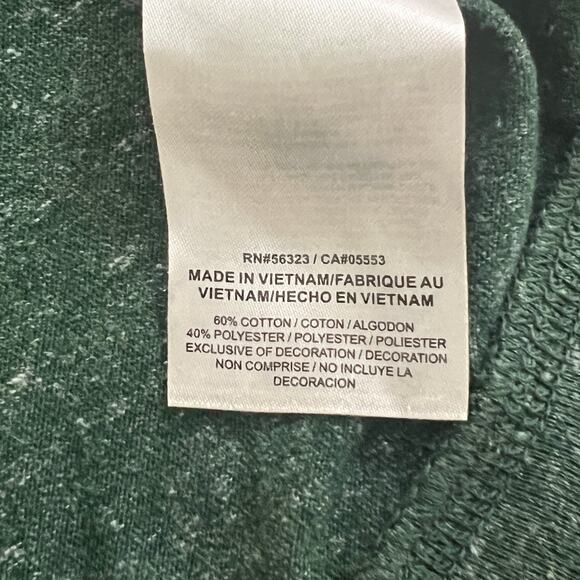 RN#56323 / CA#05553
MADE IN VIETNAM/FABRIQUE AU
VIETNAM/HECHO EN VIETNAM
60% COTTON / COTON / ALGODON
40% POLYESTER / POLYESTER / POLIESTER
EXCLUSIVE OF DECORATION / DECORATION
NON COMPRISE / NO INCLUYE LA
DECORACION